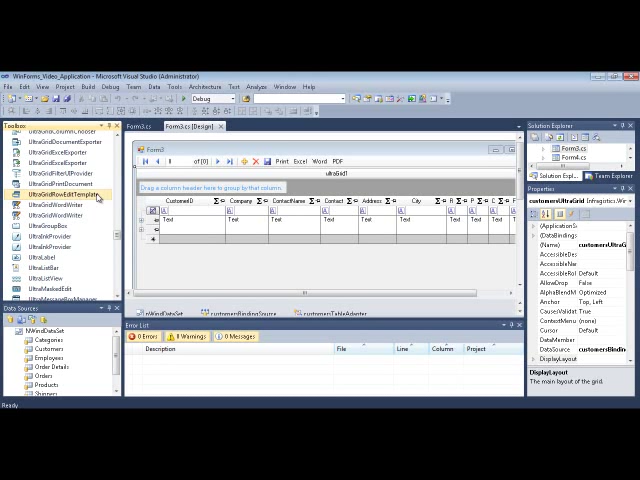 WinForms_Video_Application - Microsoft Visual Studio (Administrator)
File Edit View Project Build Debug Team Data Tools Architecture Test Analyze Window Help
Debug
Toolbox
UltraGridColumnChooser
UltraGridDocumentExporter
UltraGridExcelExporter
UltraGridExcelExporter
UltraGridFilterUIProvider
UltraGridPrintDocument
UltraGridRowEditTemplate
UltraGridWordWriter
UltraGridWordWriter
UltraGroupBox
UltraInkProvider
UltraInkProvider
UltraLabel
UltraListBar
UltraListView
UltraMaskedEdit
UltraMessageBoxManager
Data Sources
NWindDataSet
Categories
Customers
Employees
Order Details
Orders
Products
Shippers
Form3.cs Form3.cs [Design]
Form3
of {0} Print Excel Word PDF
ultraGrid1
Drag a column header here to group by that column.
CustomerID Company ContactName Contact Address City R P C P
Text Text Text Text Text Text T T T T
nWindDataSet customersBindingSource customersTableAdapter
Error List
0 Errors 8 Warnings 0 Messages
Description File Line Column Project
Solution Explorer
Form3.cs
Form4.cs
Solution Expl... Team Explorer
Properties
customersUltraGrid Infragistics.Win
(ApplicationS
(DataBindings
(Name) customersUltraG
AccessibleDes
AccessibleNar
AccessibleRol Default
AllowDrop False
AlphaBlendM Optimized
Anchor Top, Left
CausesValidat True
ContextMenu (none)
Cursor Default
DataMember
DataSource customersBindin
DisplayLayout
DisplayLayout
The main layout of the grid.
Ready